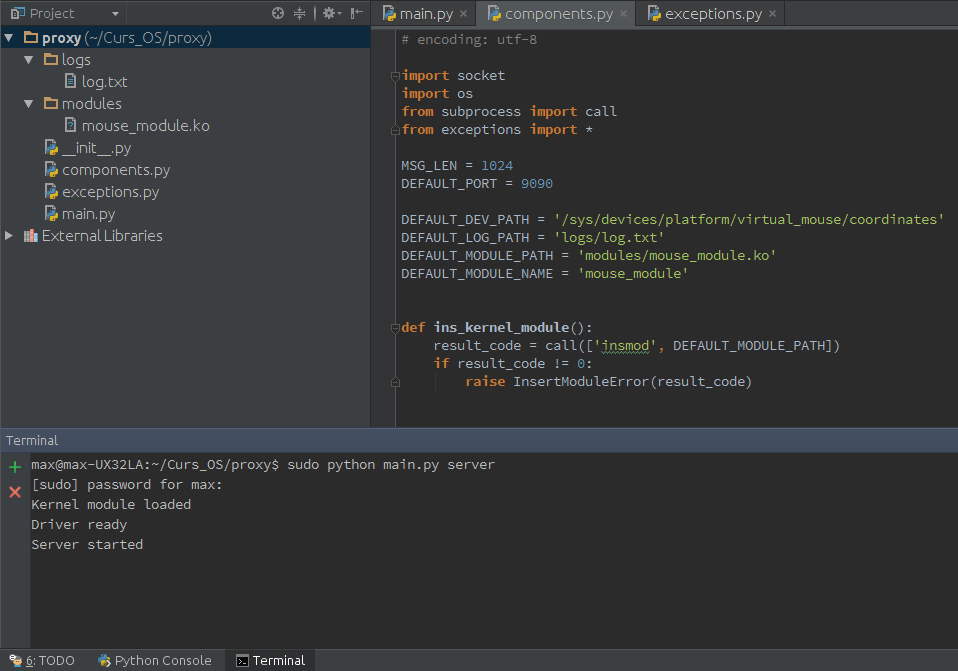 Project
proxy (~/Curs_OS/proxy)
logs
log.txt
modules
mouse_module.ko
__init__.py
components.py
exceptions.py
main.py
External Libraries
main.py components.py exceptions.py
# encoding: utf-8
import socket
import os
from subprocess import call
from exceptions import *
MSG_LEN = 1024
DEFAULT_PORT = 9090
DEFAULT_DEV_PATH = '/sys/devices/platform/virtual_mouse/coordinates'
DEFAULT_LOG_PATH = 'logs/log.txt'
DEFAULT_MODULE_PATH = 'modules/mouse_module.ko'
DEFAULT_MODULE_NAME = 'mouse_module'
def ins_kernel_module():
result_code = call(['insmod', DEFAULT_MODULE_PATH])
if result_code != 0:
raise InsertModuleError(result_code)
Terminal
max@max-UX32LA:~/Curs_OS/proxy$ sudo python main.py server
[sudo] password for max:
Kernel module loaded
Driver ready
Server started
6: TODO Python Console Terminal